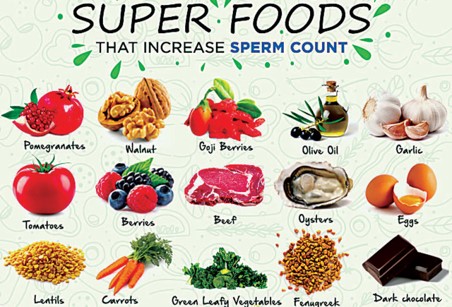 SUPER FOODS
THAT INCREASE SPERM COUNT
Pomegranates
Walnut
Goji Berries
Olive Oil
Garlic
Tomatoes
Berries
Beef
Oysters
Eggs
Lentils
Carrots
Green Leafy Vegetables
Fenugreek
Dark chocolate